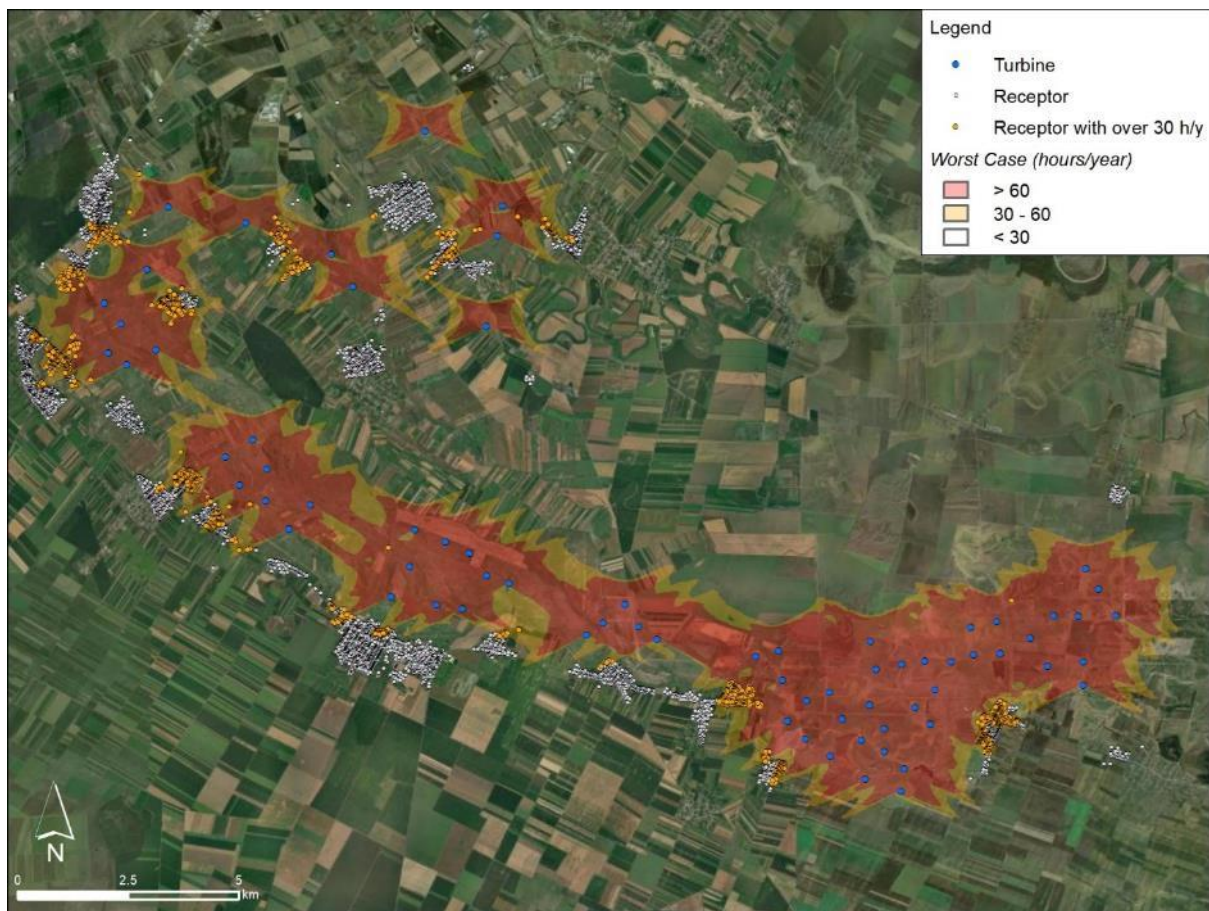 Legend
Turbine
Receptor
Receptor with over 30 h/y
Worst Case (hours/year)
> 60
30 - 60
< 30
N
0 2.5 5
km